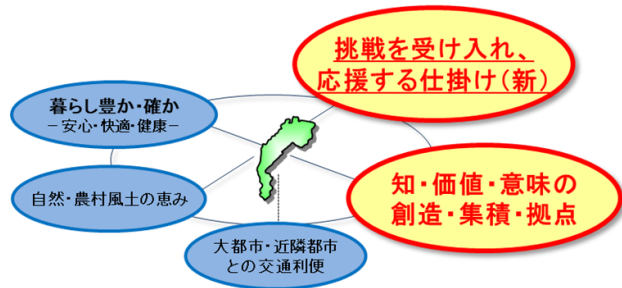 挑戦を受け入れ、
応援する仕掛け(新)
暮らし豊か・確か
－安心・快適・健康－
自然・農村風土の恵み
知・価値・意味の
創造・集積・拠点
大都市・近隣都市
との交通利便